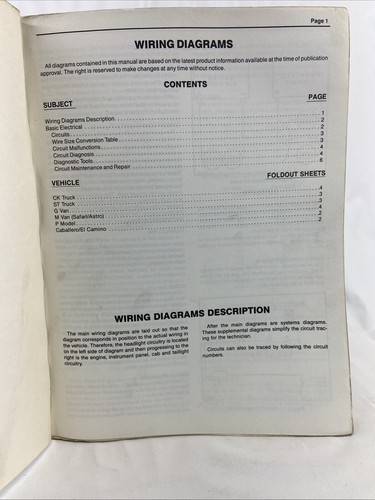 Page 1
WIRING DIAGRAMS
All diagrams contained in this manual are based on the latest product information available at the time of publication
approval. The right is reserved to make changes at any time without notice.
CONTENTS
SUBJECT PAGE
Wiring Diagrams Description. 1
Basic Electrical 2
Circuits 2
Wire Size Conversion Table 3
Circuit Malfunctions 3
Circuit Diagnosis 4
Diagnostic Tools 4
Circuit Maintenance and Repair 6
VEHICLE FOLDOUT SHEETS
CK Truck 4
ST Truck 3
G Van 3
M Van (Safari/Astro) 4
P Model 2
Caballero/El Camino 2
WIRING DIAGRAMS DESCRIPTION
The main wiring diagrams are laid out so that the
diagram corresponds in position to the actual wiring in
the vehicle. Therefore, the headlight circuitry is located
on the left side of diagram and then progressing to the
right is the engine, instrument panel, cab and taillight
circuitry.
After the main diagrams are systems diagrams.
These supplemental diagrams simplify the circuit trac-
ing for the technician.
Circuits can also be traced by following the circuit
numbers.